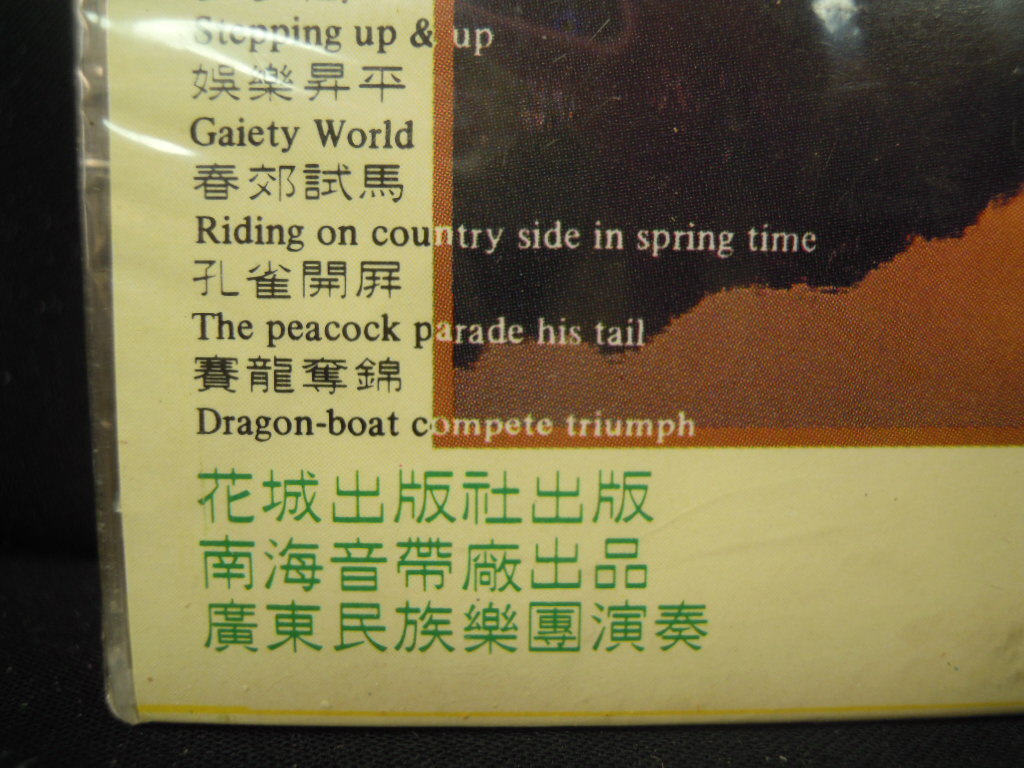 Stepping up & up
娛樂昇平
Gaiety World
春郊試馬
Riding on country side in spring time
孔雀開屏
The peacock parade his tail
賽龍奪錦
Dragon-boat compete triumph
花城出版社出版
南海音帶廠出品
廣東民族樂團演奏